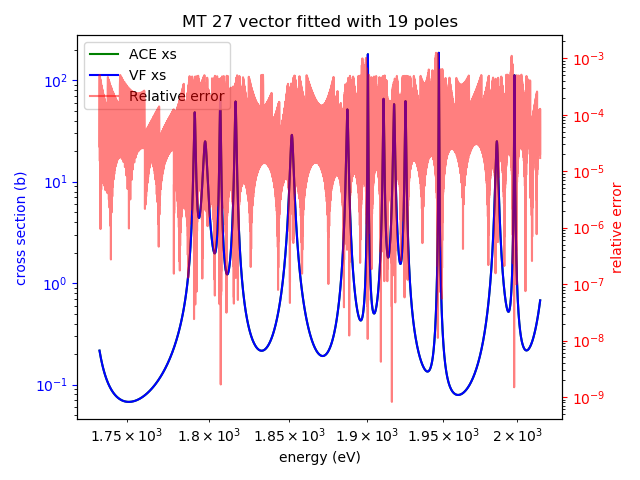 MT 27 vector fitted with 19 poles
ACE xs
VF xs
Relative error
cross section (b)
10²
10¹
10⁰
10⁻¹
relative error
10⁻³
10⁻⁴
10⁻⁵
10⁻⁶
10⁻⁷
10⁻⁸
10⁻⁹
1.75×10³ 1.8×10³ 1.85×10³ 1.9×10³ 1.95×10³ 2×10³
energy (eV)